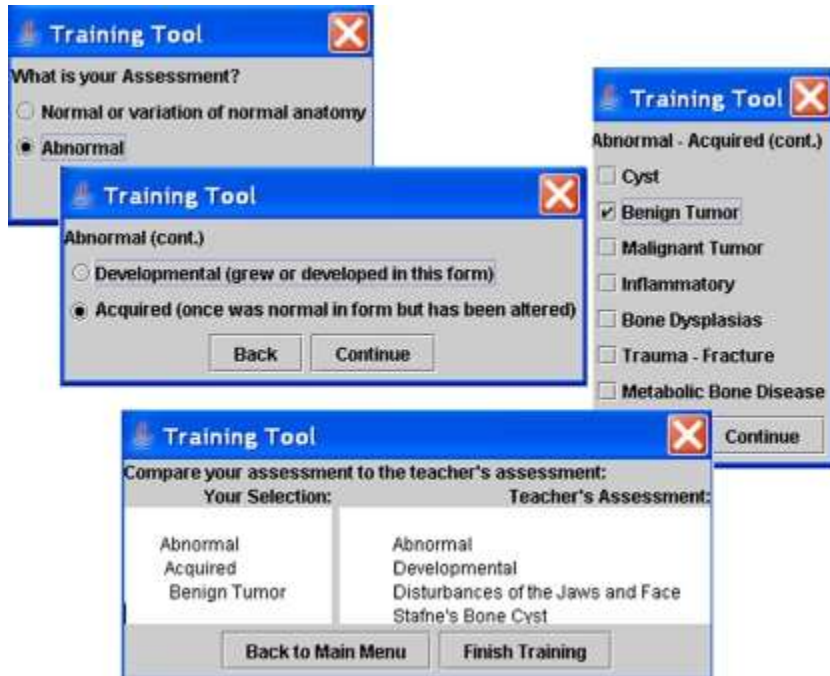 Training Tool
What is your Assessment?
Normal or variation of normal anatomy
Abnormal
Training Tool
Abnormal (cont.)
Developmental (grew or developed in this form)
Acquired (once was normal in form but has been altered)
Back Continue
Training Tool
Abnormal - Acquired (cont.)
Cyst
Benign Tumor
Malignant Tumor
Inflammatory
Bone Dysplasias
Trauma - Fracture
Metabolic Bone Disease
Continue
Training Tool
Compare your assessment to the teacher's assessment:
Your Selection: Teacher's Assessment:
Abnormal Abnormal
Acquired Developmental
Benign Tumor Disturbances of the Jaws and Face
Stafne's Bone Cyst
Back to Main Menu Finish Training